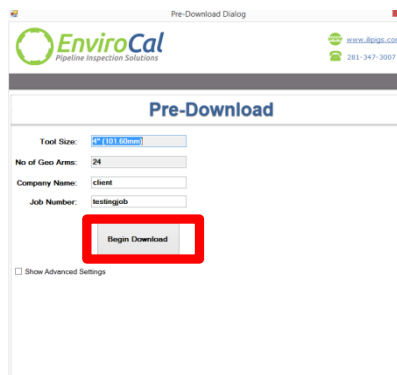 Pre-Download Dialog
EnviroCal
Pipeline Inspection Solutions
www.ilipigs.com
281-347-3007
Pre-Download
Tool Size: 4" (101.60mm)
No of Geo Arms: 24
Company Name: client
Job Number: testingjob
Begin Download
Show Advanced Settings